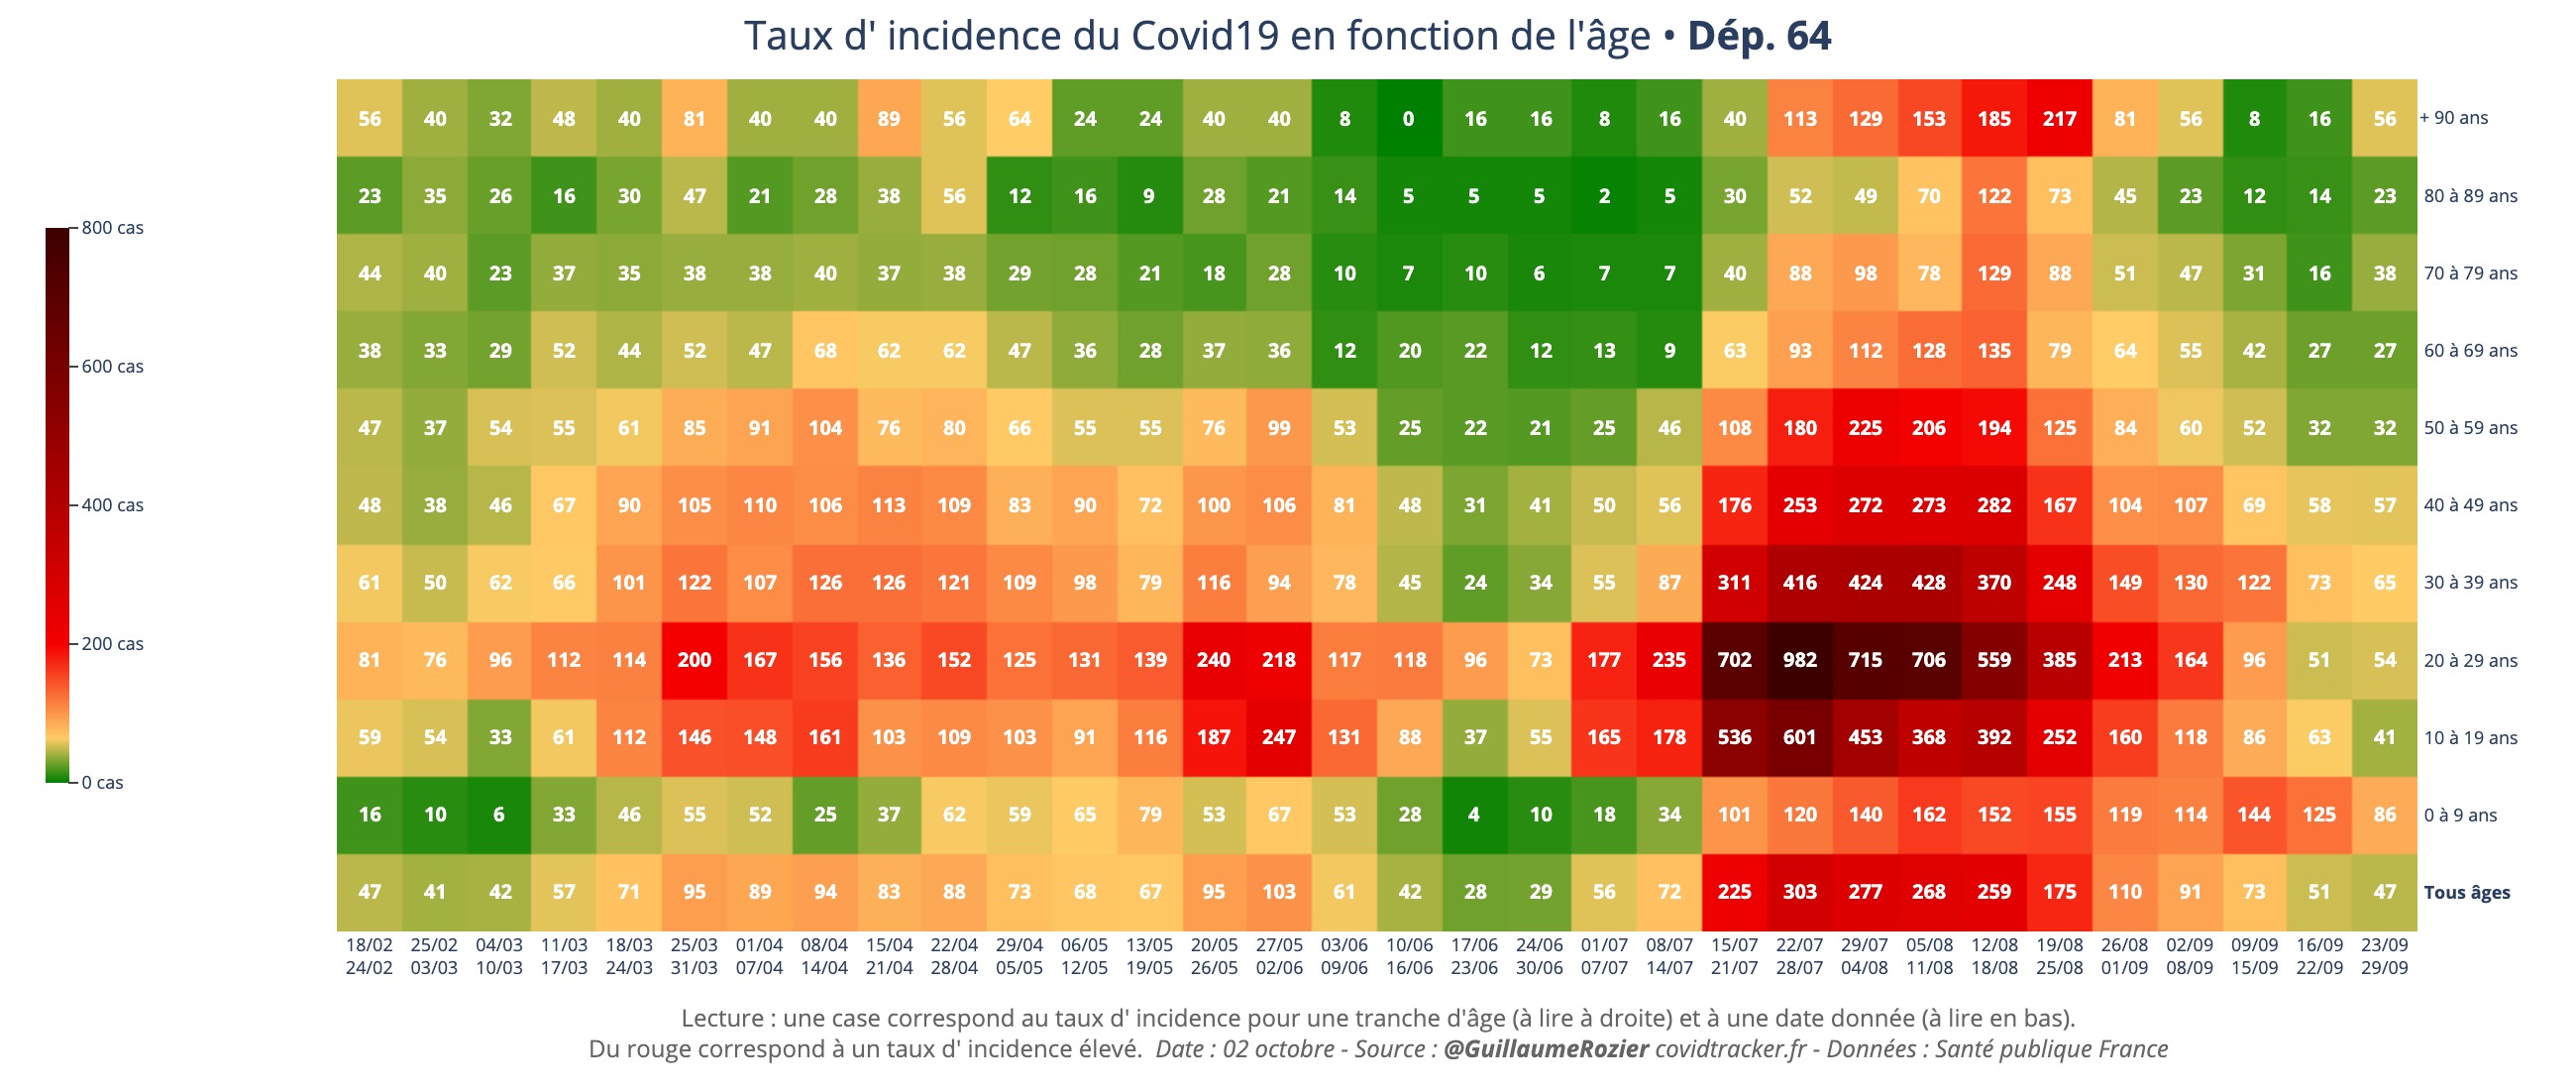 Taux d' incidence du Covid19 en fonction de l'âge • Dép. 64
800 cas
600 cas
400 cas
200 cas
0 cas
56 40 32 48 40 81 40 40 89 56 64 24 24 40 40 8 0 16 16 8 16 40 113 129 153 185 217 81 56 8 16 56 + 90 ans
23 35 26 16 30 47 21 28 38 56 12 16 9 28 21 14 5 5 5 2 5 30 52 49 70 122 73 45 23 12 14 23 80 à 89 ans
44 40 23 37 35 38 38 40 37 38 29 28 21 18 28 10 7 10 6 7 7 40 88 98 78 129 88 51 47 31 16 38 70 à 79 ans
38 33 29 52 44 52 47 68 62 62 47 36 28 37 36 12 20 22 12 13 9 63 93 112 128 135 79 64 55 42 27 27 60 à 69 ans
47 37 54 55 61 85 91 104 76 80 66 55 55 76 99 53 25 22 21 25 46 108 180 225 206 194 125 84 60 52 32 32 50 à 59 ans
48 38 46 67 90 105 110 106 113 109 83 90 72 100 106 81 48 31 41 50 56 176 253 272 273 282 167 104 107 69 58 57 40 à 49 ans
61 50 62 66 101 122 107 126 126 121 109 98 79 116 94 78 45 24 34 55 87 311 416 424 428 370 248 149 130 122 73 65 30 à 39 ans
81 76 96 112 114 200 167 156 136 152 125 131 139 240 218 117 118 96 73 177 235 702 982 715 706 559 385 213 164 96 51 54 20 à 29 ans
59 54 33 61 112 146 148 161 103 109 103 91 116 187 247 131 88 37 55 165 178 536 601 453 368 392 252 160 118 86 63 41 10 à 19 ans
16 10 6 33 46 55 52 25 37 62 59 65 79 53 67 53 28 4 10 18 34 101 120 140 162 152 155 119 114 144 125 86 0 à 9 ans
47 41 42 57 71 95 89 94 83 88 73 68 67 95 103 61 42 28 29 56 72 225 303 277 268 259 175 110 91 73 51 47 Tous âges
18/02 25/02 04/03 11/03 18/03 25/03 01/04 08/04 15/04 22/04 29/04 06/05 13/05 20/05 27/05 03/06 10/06 17/06 24/06 01/07 08/07 15/07 22/07 29/07 05/08 12/08 19/08 26/08 02/09 09/09 16/09 23/09
24/02 03/03 10/03 17/03 24/03 31/03 07/04 14/04 21/04 28/04 05/05 12/05 19/05 26/05 02/06 09/06 16/06 23/06 30/06 07/07 14/07 21/07 28/07 04/08 11/08 18/08 25/08 01/09 08/09 15/09 22/09 29/09
Lecture : une case correspond au taux d' incidence pour une tranche d'âge (à lire à droite) et à une date donnée (à lire en bas).
Du rouge correspond à un taux d' incidence élevé. Date : 02 octobre - Source : @GuillaumeRozier covidtracker.fr - Données : Santé publique France